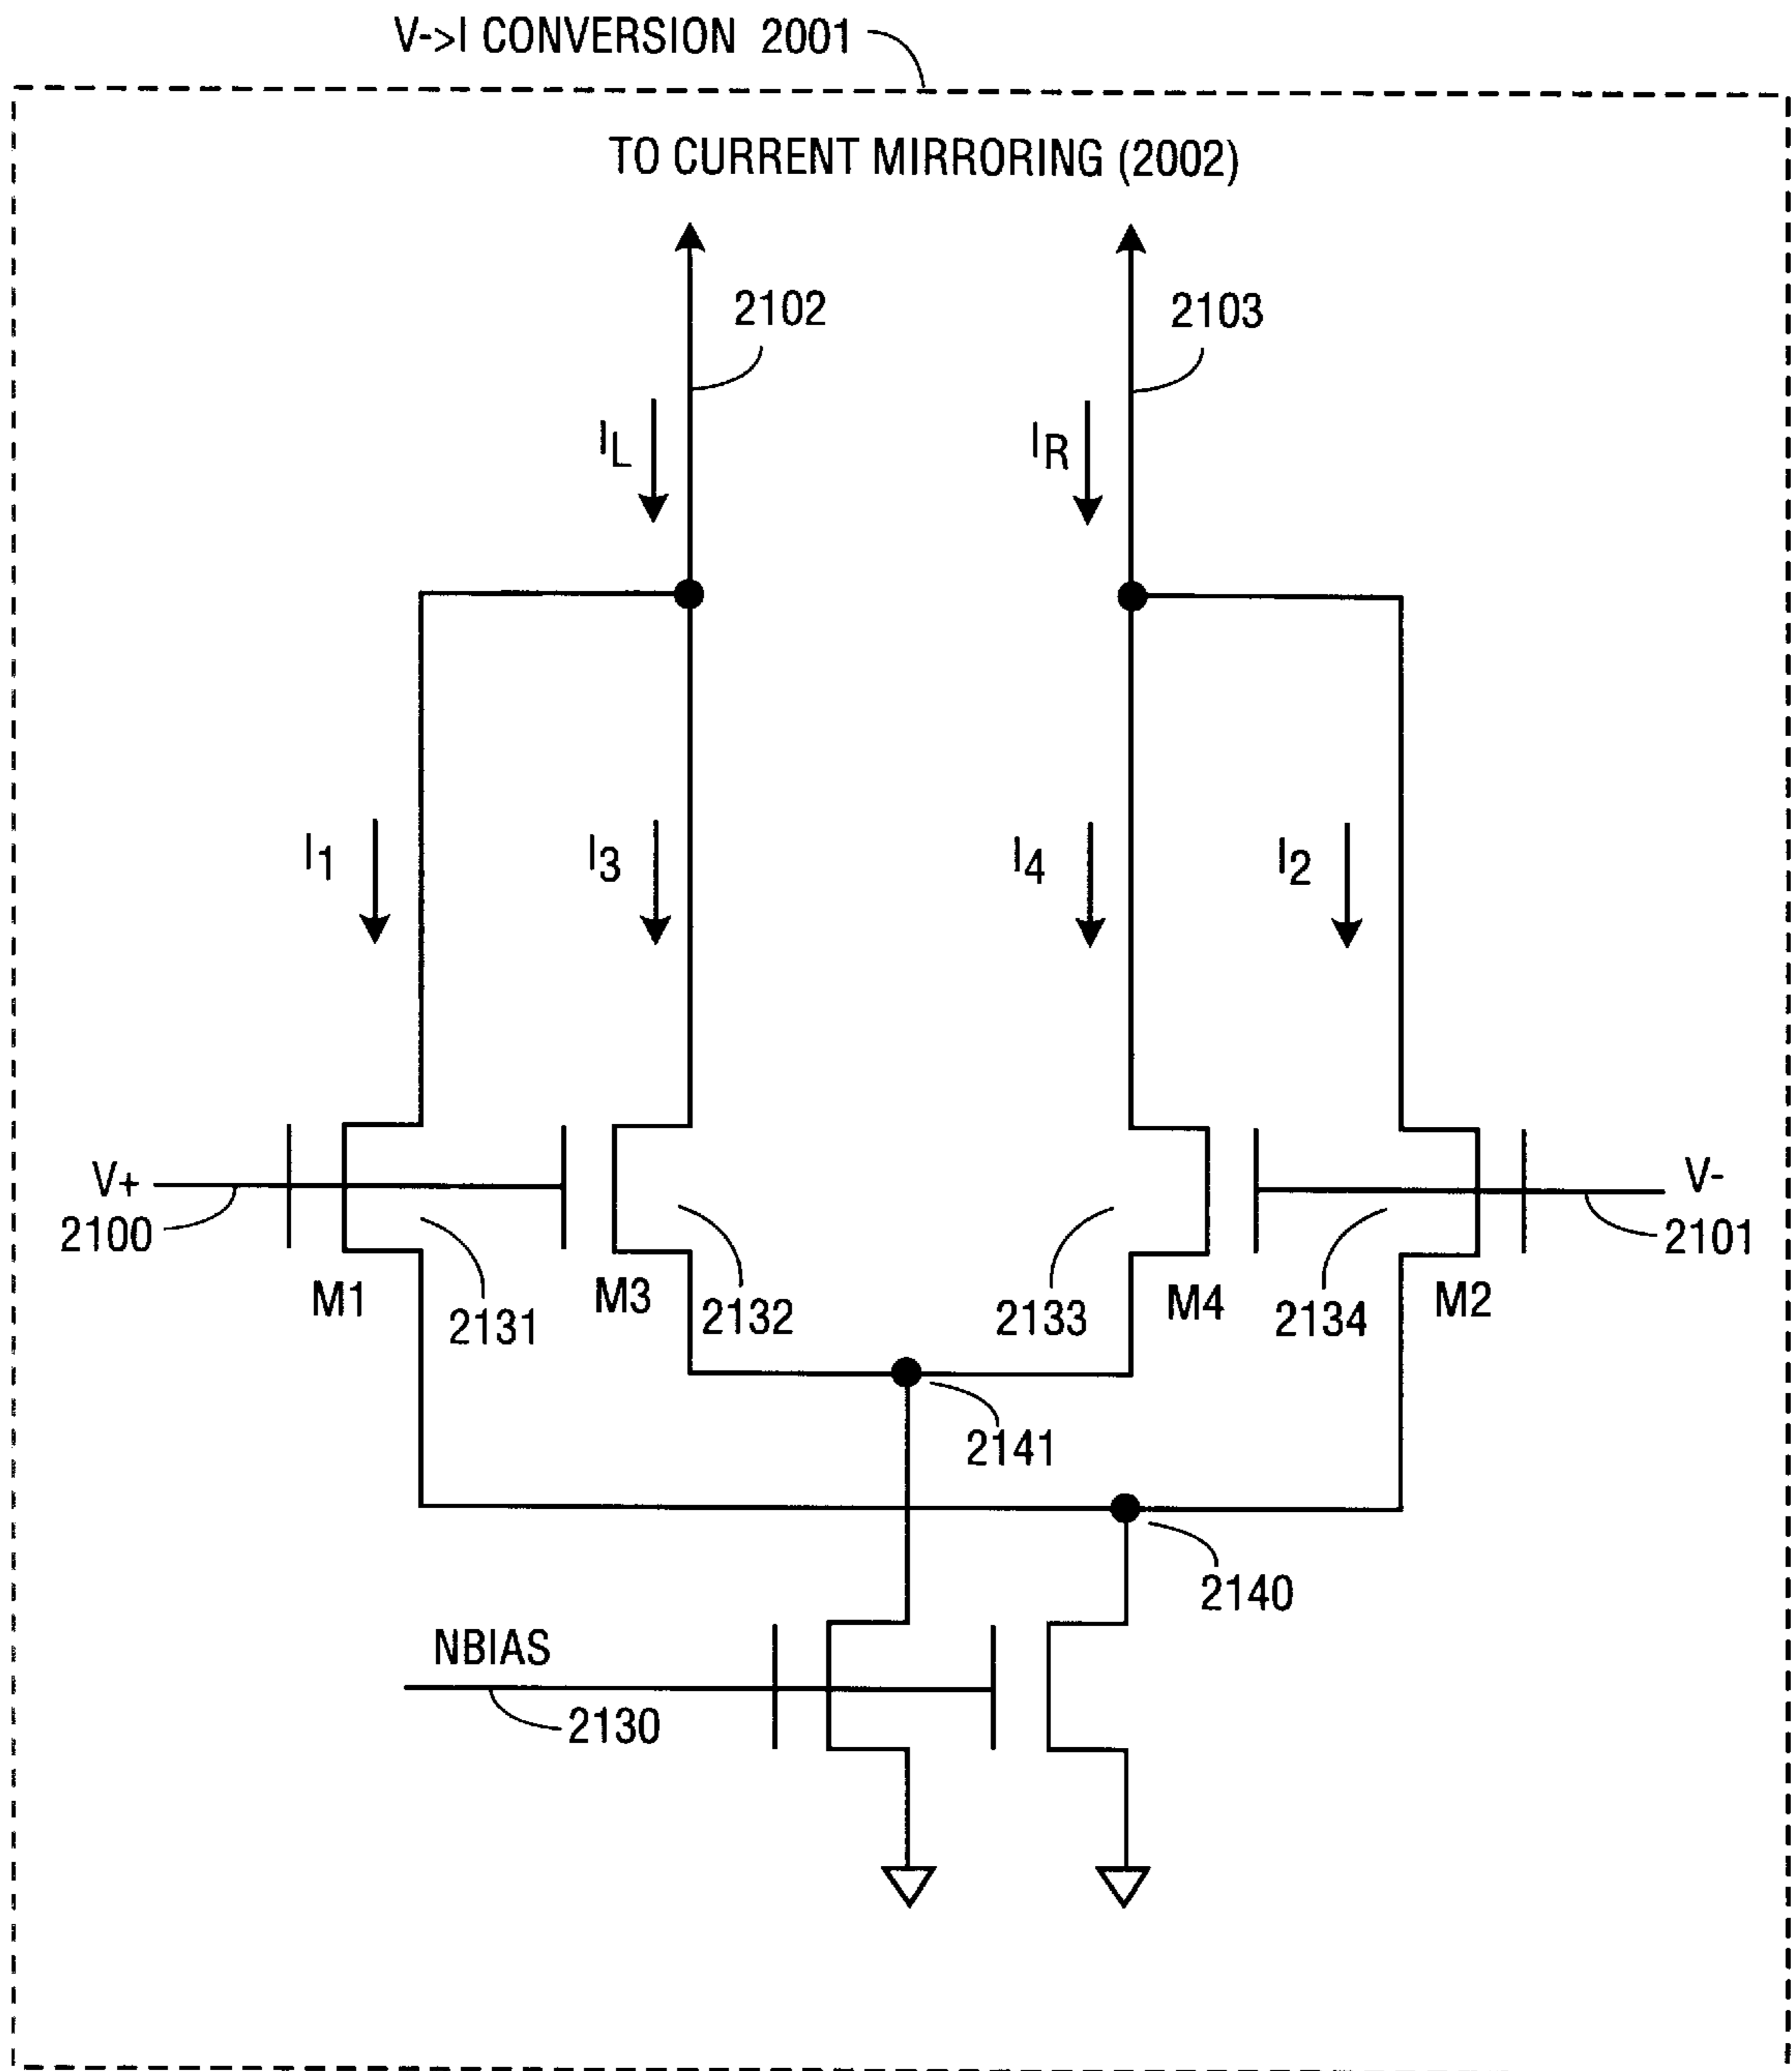 V->I CONVERSION 2001
TO CURRENT MIRRORING (2002)
2102
2103
IL
IR
I1
I3
I4
I2
V+
V-
2100
2101
M1
2131
M3
2132
2133
M4
2134
M2
2141
2140
NBIAS
2130